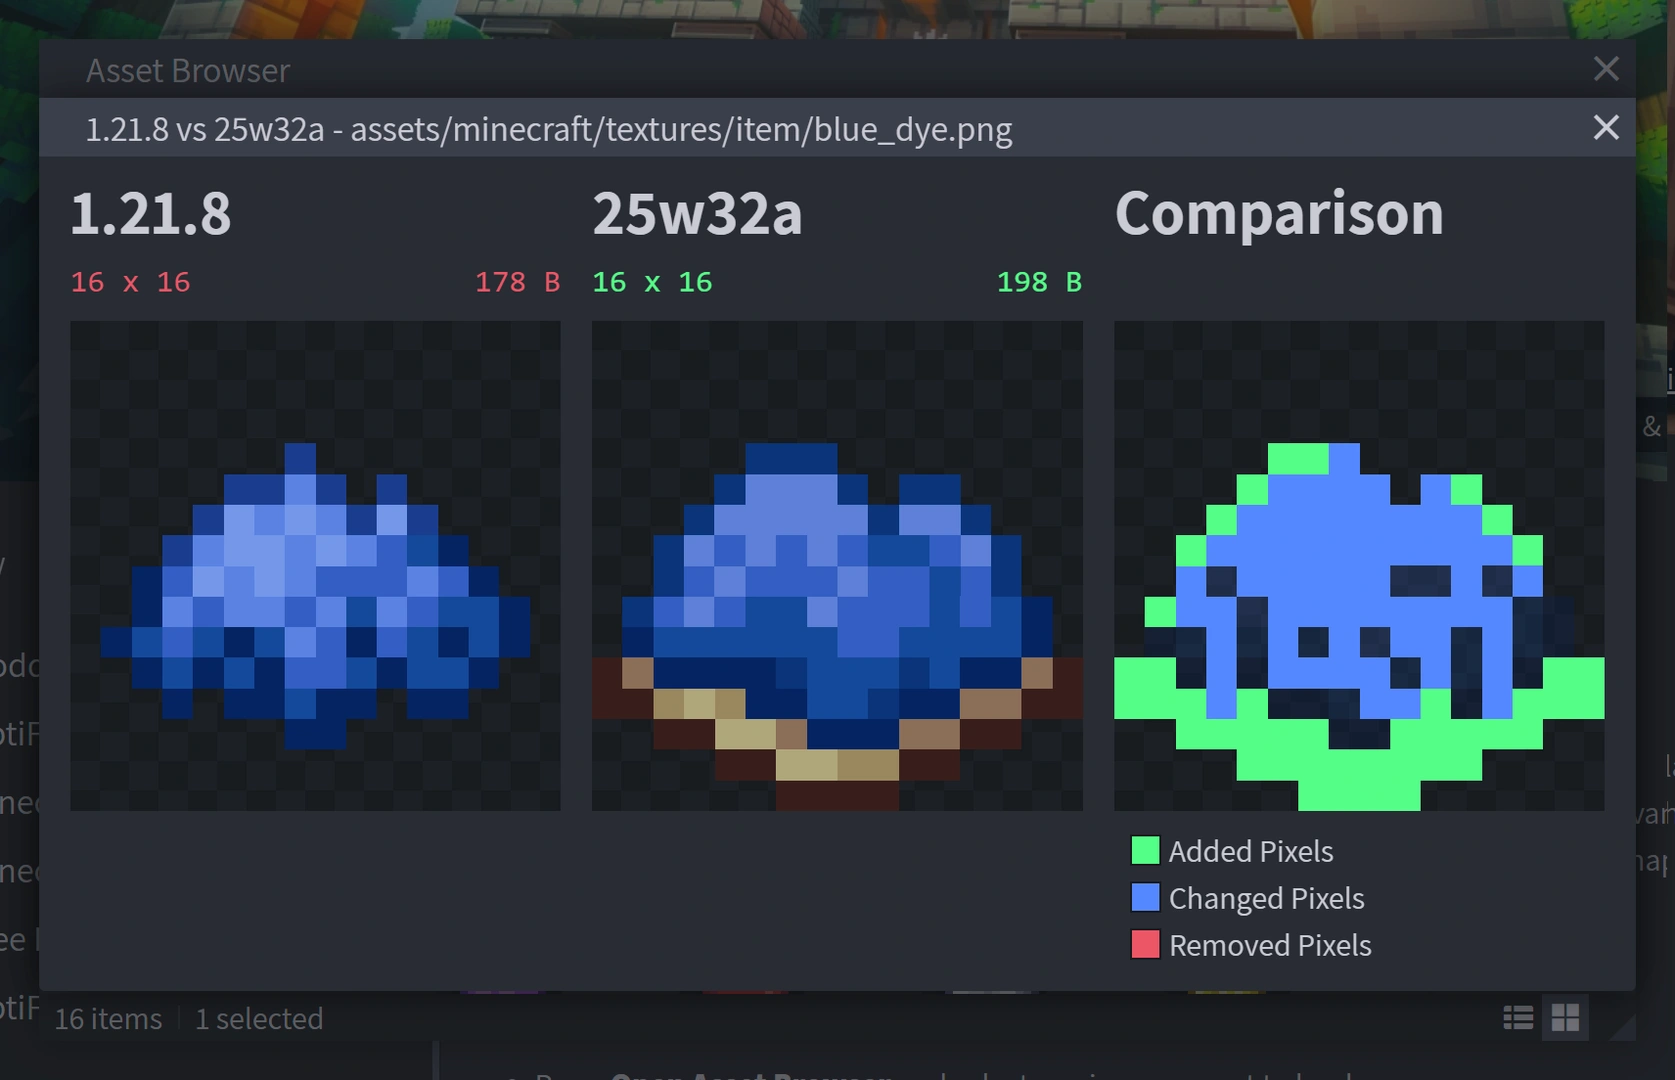 Asset Browser
1.21.8 vs 25w32a - assets/minecraft/textures/item/blue_dye.png
1.21.8 25w32a Comparison
16 x 16 178 B 16 x 16 198 B
&
Added Pixels
Changed Pixels
Removed Pixels
16 items 1 selected